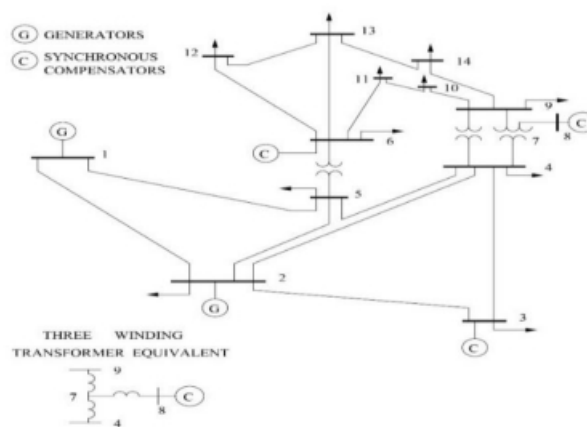 G GENERATORS
C SYNCHRONOUS
COMPENSATORS
13
12
14
11
10
9
C
8
7
G
1
C
6
4
5
2
G
3
C
THREE WINDING
TRANSFORMER EQUIVALENT
9
7
8
C
4